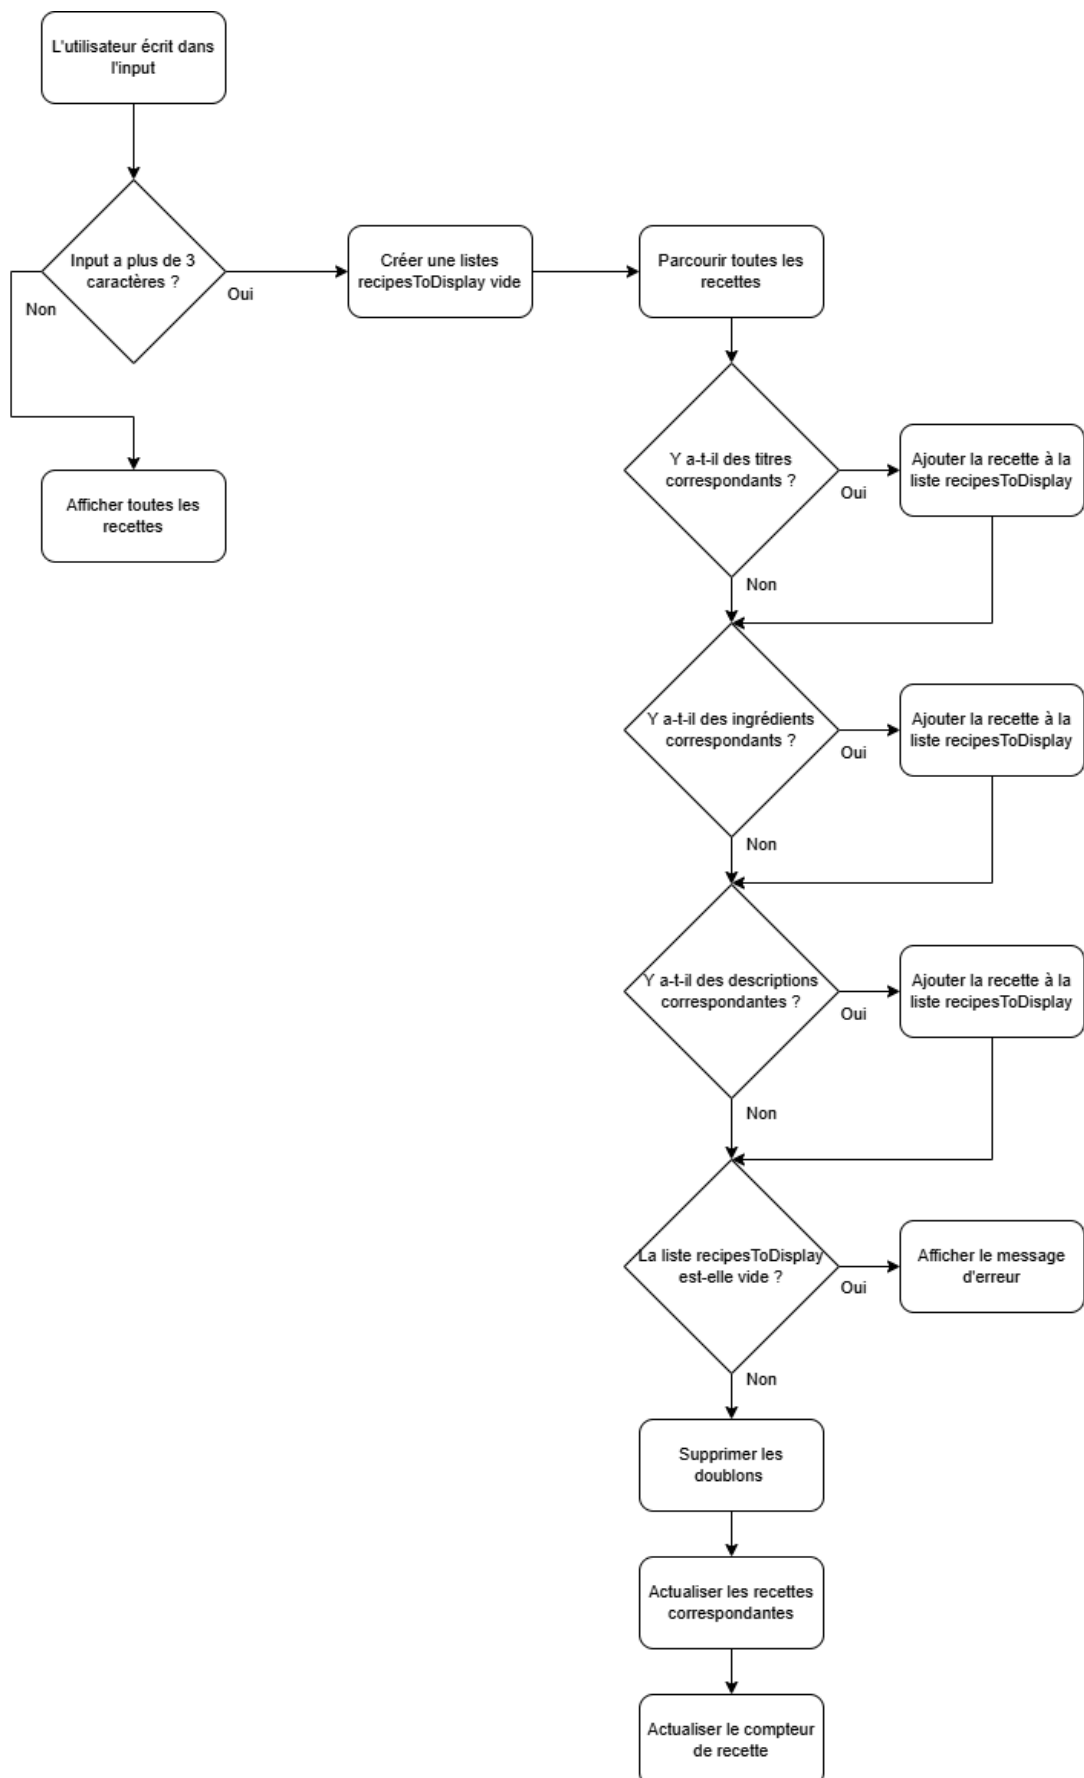 L'utilisateur écrit dans
l'input
Input a plus de 3
caractères ?
Non
Oui
Créer une listes
recipesToDisplay vide
Parcourir toutes les
recettes
Afficher toutes les
recettes
Y a-t-il des titres
correspondants ?
Oui
Ajouter la recette à la
liste recipesToDisplay
Non
Y a-t-il des ingrédients
correspondants ?
Oui
Ajouter la recette à la
liste recipesToDisplay
Non
Y a-t-il des descriptions
correspondantes ?
Oui
Ajouter la recette à la
liste recipesToDisplay
Non
La liste recipesToDisplay
est-elle vide ?
Oui
Afficher le message
d'erreur
Non
Supprimer les
doublons
Actualiser les recettes
correspondantes
Actualiser le compteur
de recette